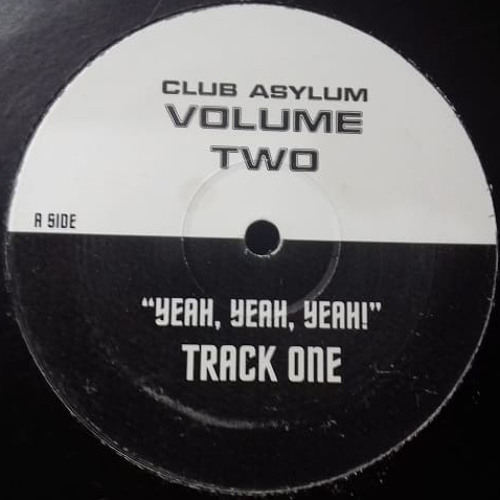 CLUB ASYLUM
VOLUME
TWO
A SIDE
“YEAH, YEAH, YEAH!”
TRACK ONE